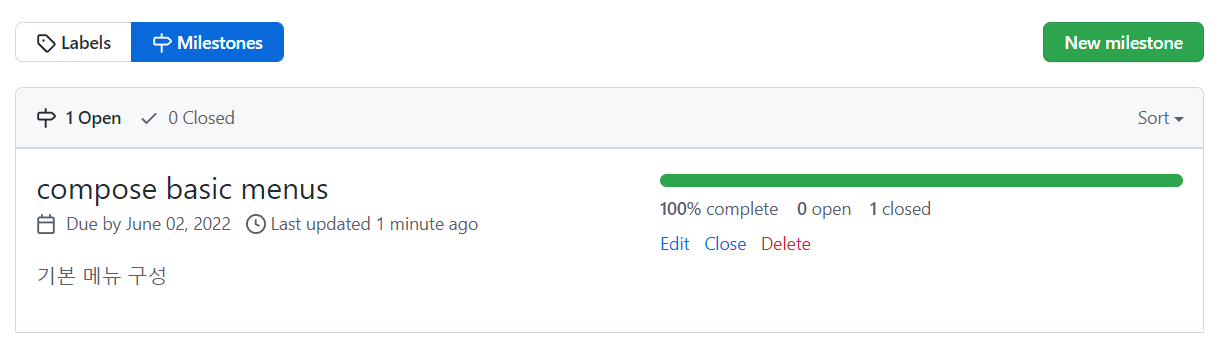 Labels Milestones New milestone
1 Open 0 Closed Sort
compose basic menus
Due by June 02, 2022 Last updated 1 minute ago
기본 메뉴 구성
100% complete 0 open 1 closed
Edit Close Delete